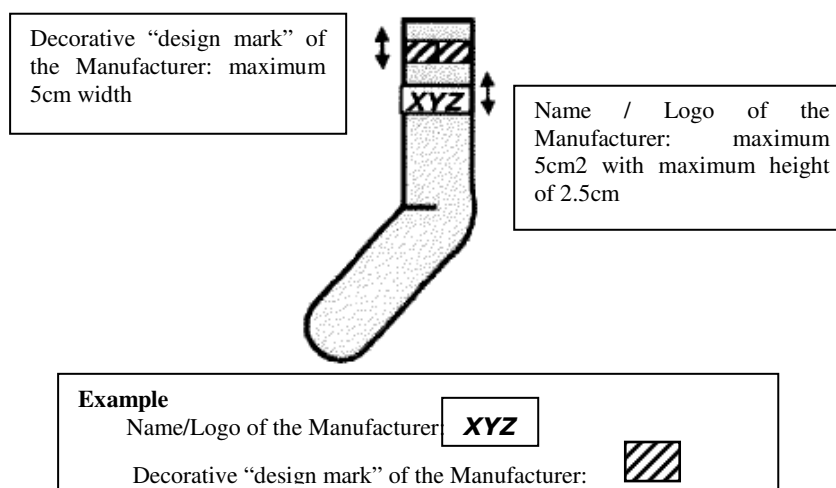 Decorative “design mark” of
the Manufacturer: maximum
5cm width
XYZ
Name / Logo of the
Manufacturer: maximum
5cm2 with maximum height
of 2.5cm
Example
Name/Logo of the Manufacturer: XYZ
Decorative “design mark” of the Manufacturer: